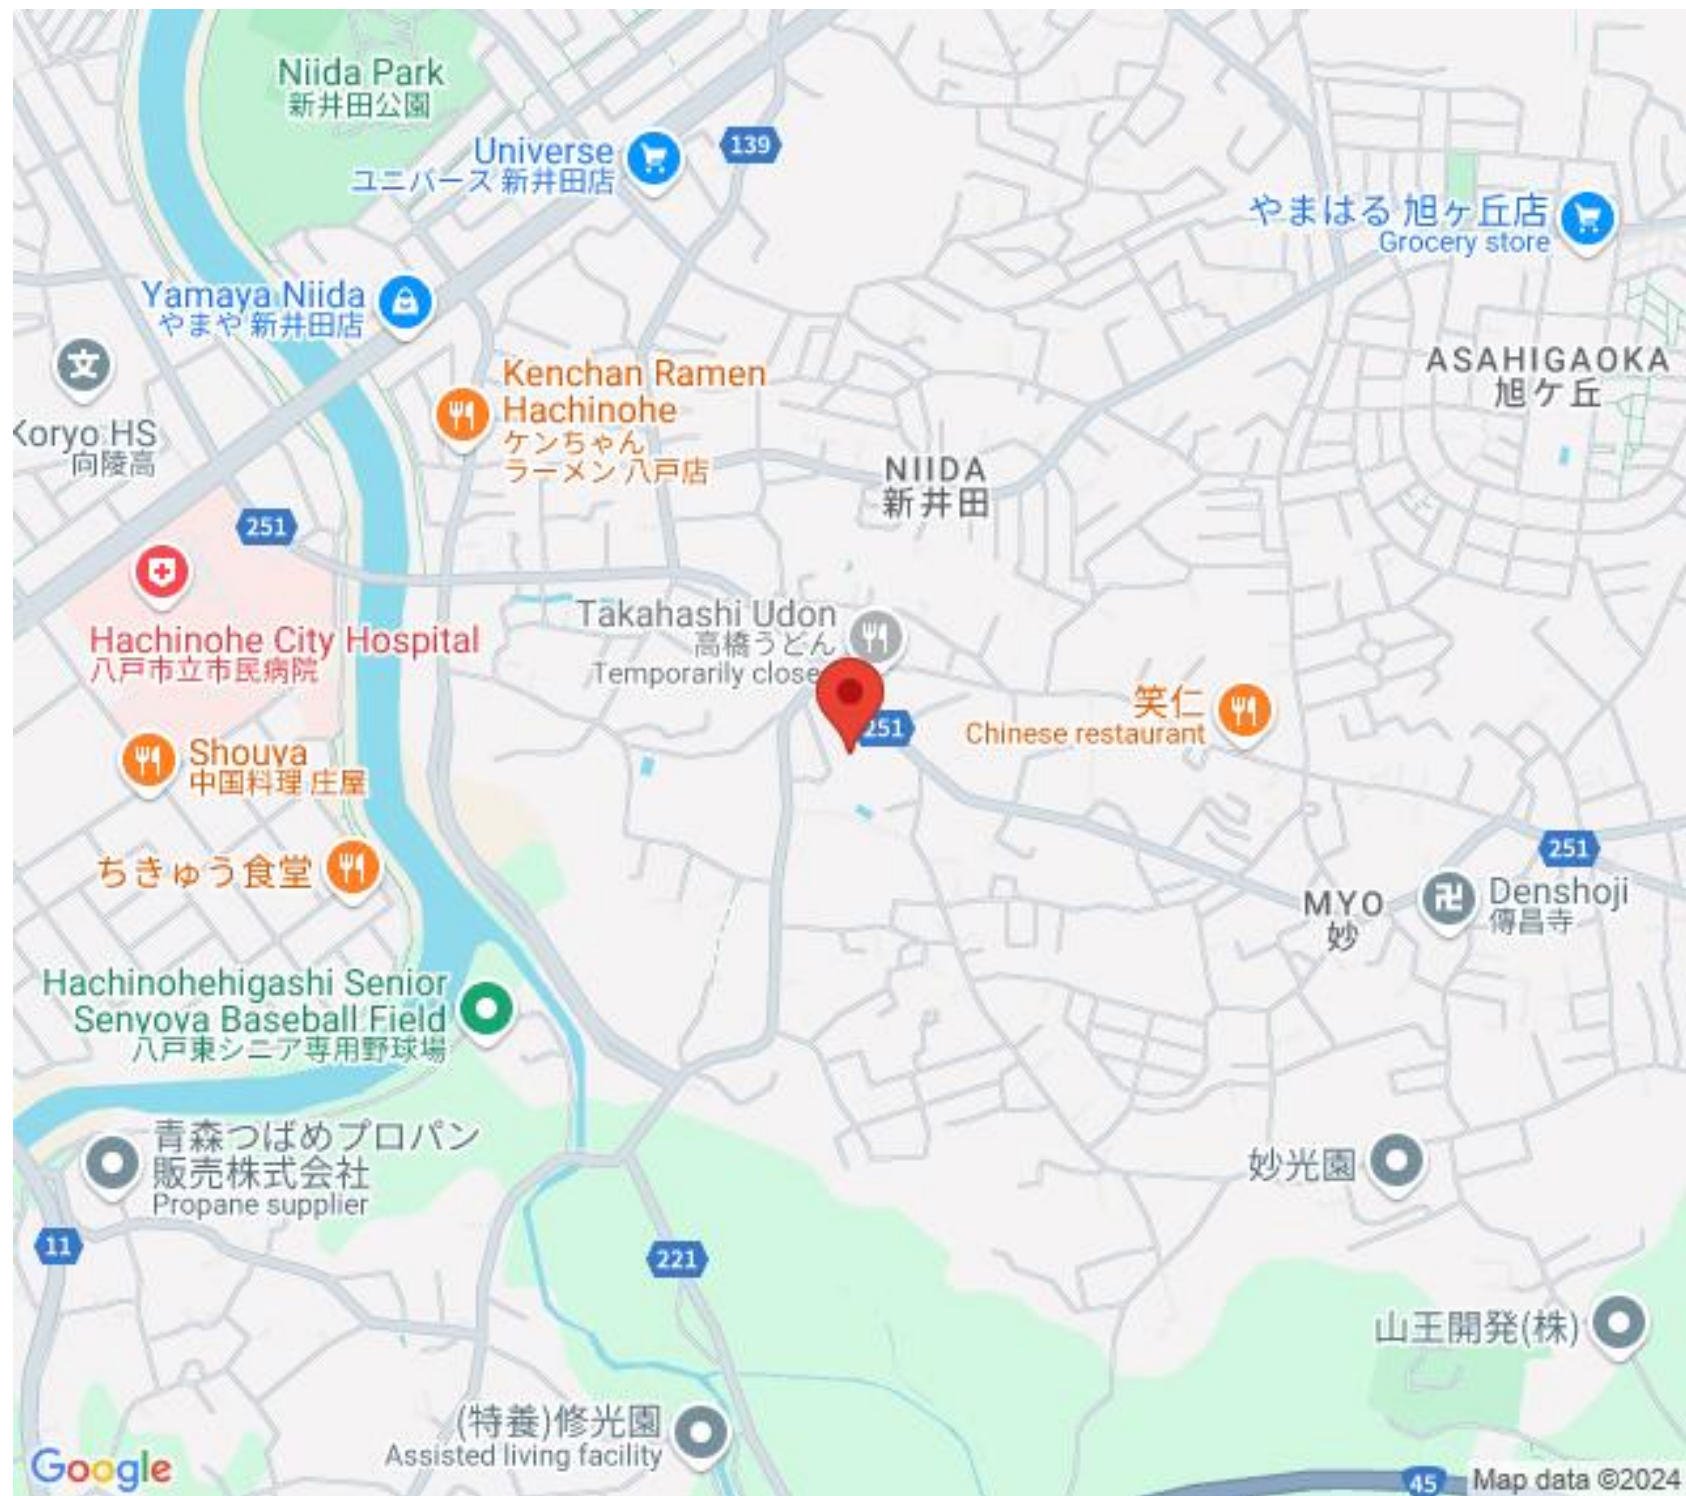 Niida Park
新井田公園
Universe
ユニバース 新井田店
139
やまはる 旭ヶ丘店
Grocery store
Yamaya Niida
やまや 新井田店
文
Koryo HS
向陵高
Kenchan Ramen
Hachinohe
ケンちゃん
ラーメン 八戸店
ASAHIGAOKA
旭ケ丘
NIIDA
新井田
251
Hachinohe City Hospital
八戸市立市民病院
Takahashi Udon
高橋うどん
Temporarily close
251
笑仁
Chinese restaurant
Shouya
中国料理 庄屋
ちきゅう食堂
251
MYO
妙
Denshoji
傳昌寺
Hachinohehigashi Senior
Senyoya Baseball Field
八戸東シニア専用野球場
青森つばめプロパン
販売株式会社
Propane supplier
妙光園
11
221
山王開発(株)
(特養)修光園
Assisted living facility
Google
45
Map data ©2024